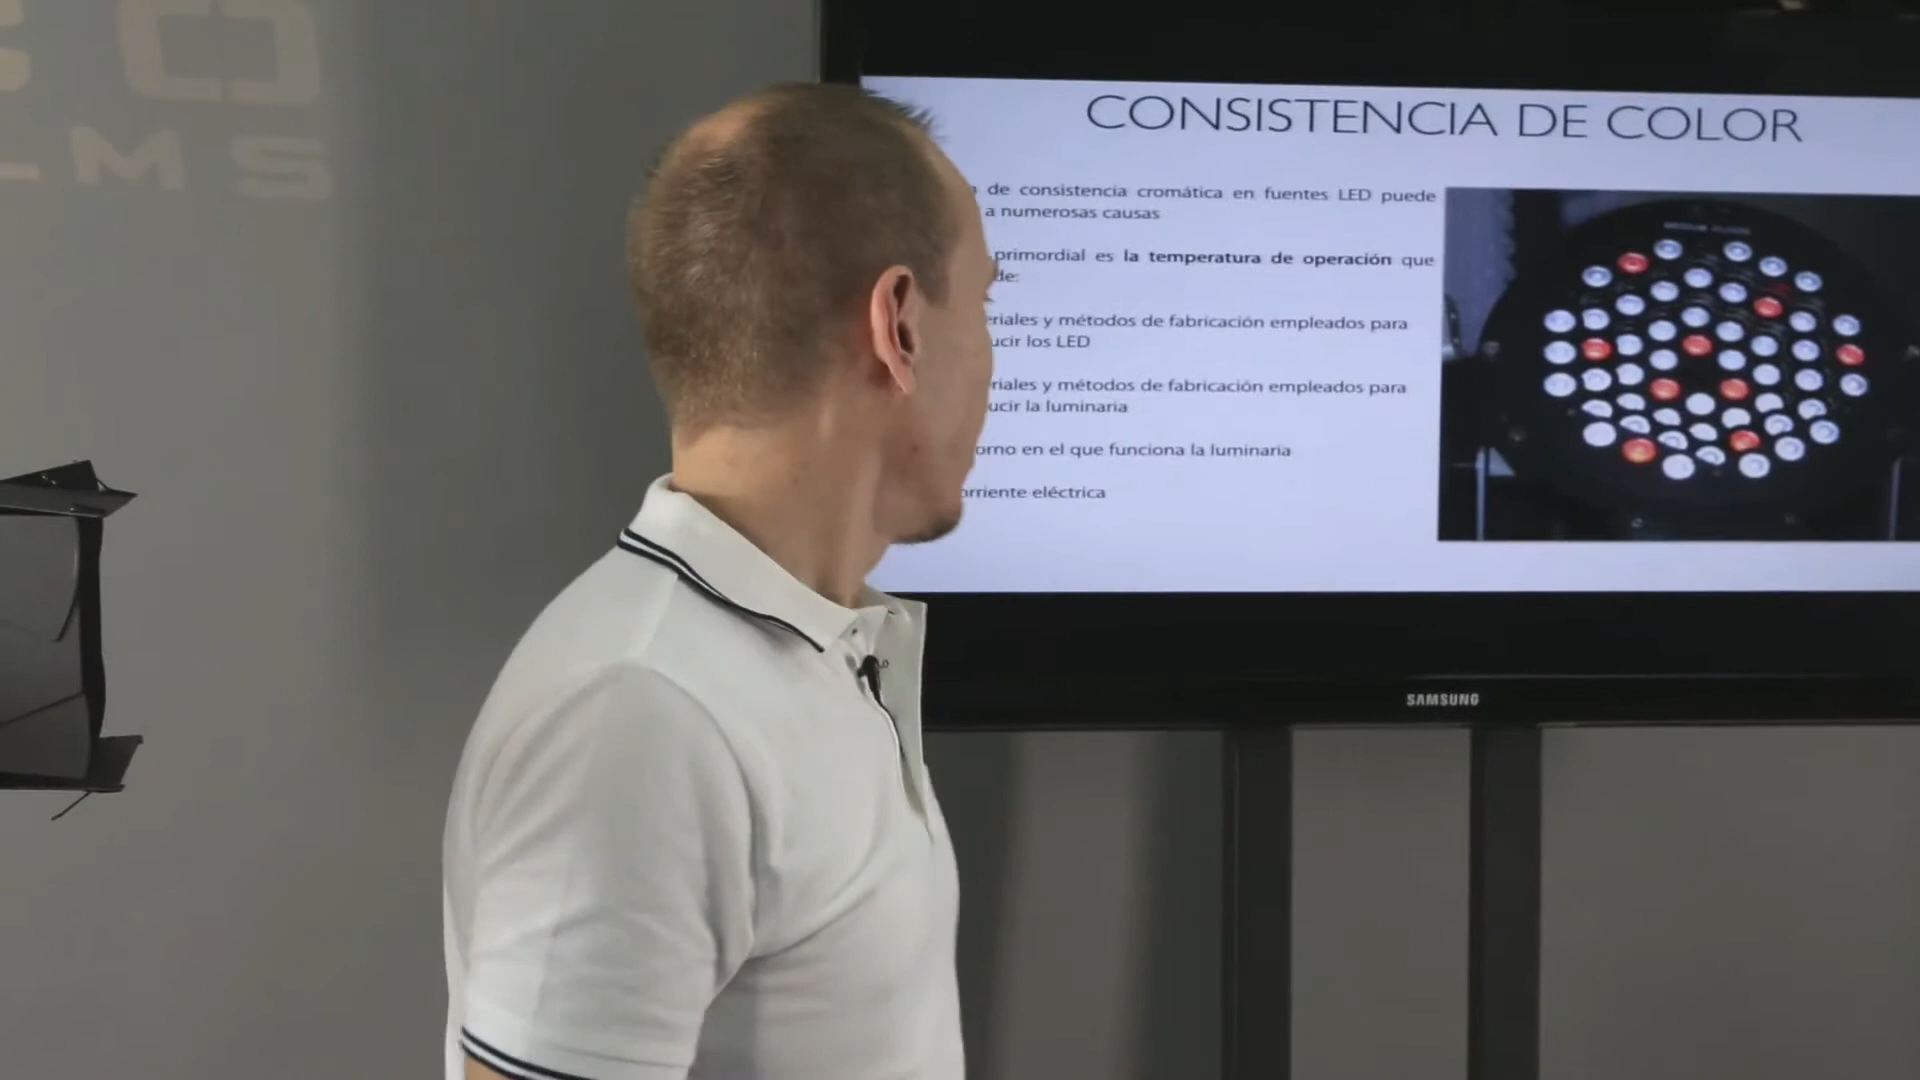 CO
LMS
CONSISTENCIA DE COLOR
de consistencia cromática en fuentes LED puede
a numerosas causas
primordial es la temperatura de operación que
de:
riales y métodos de fabricación empleados para
ucir los LED
riales y métodos de fabricación empleados para
ucir la luminaria
orno en el que funciona la luminaria
orriente eléctrica
SAMSUNG